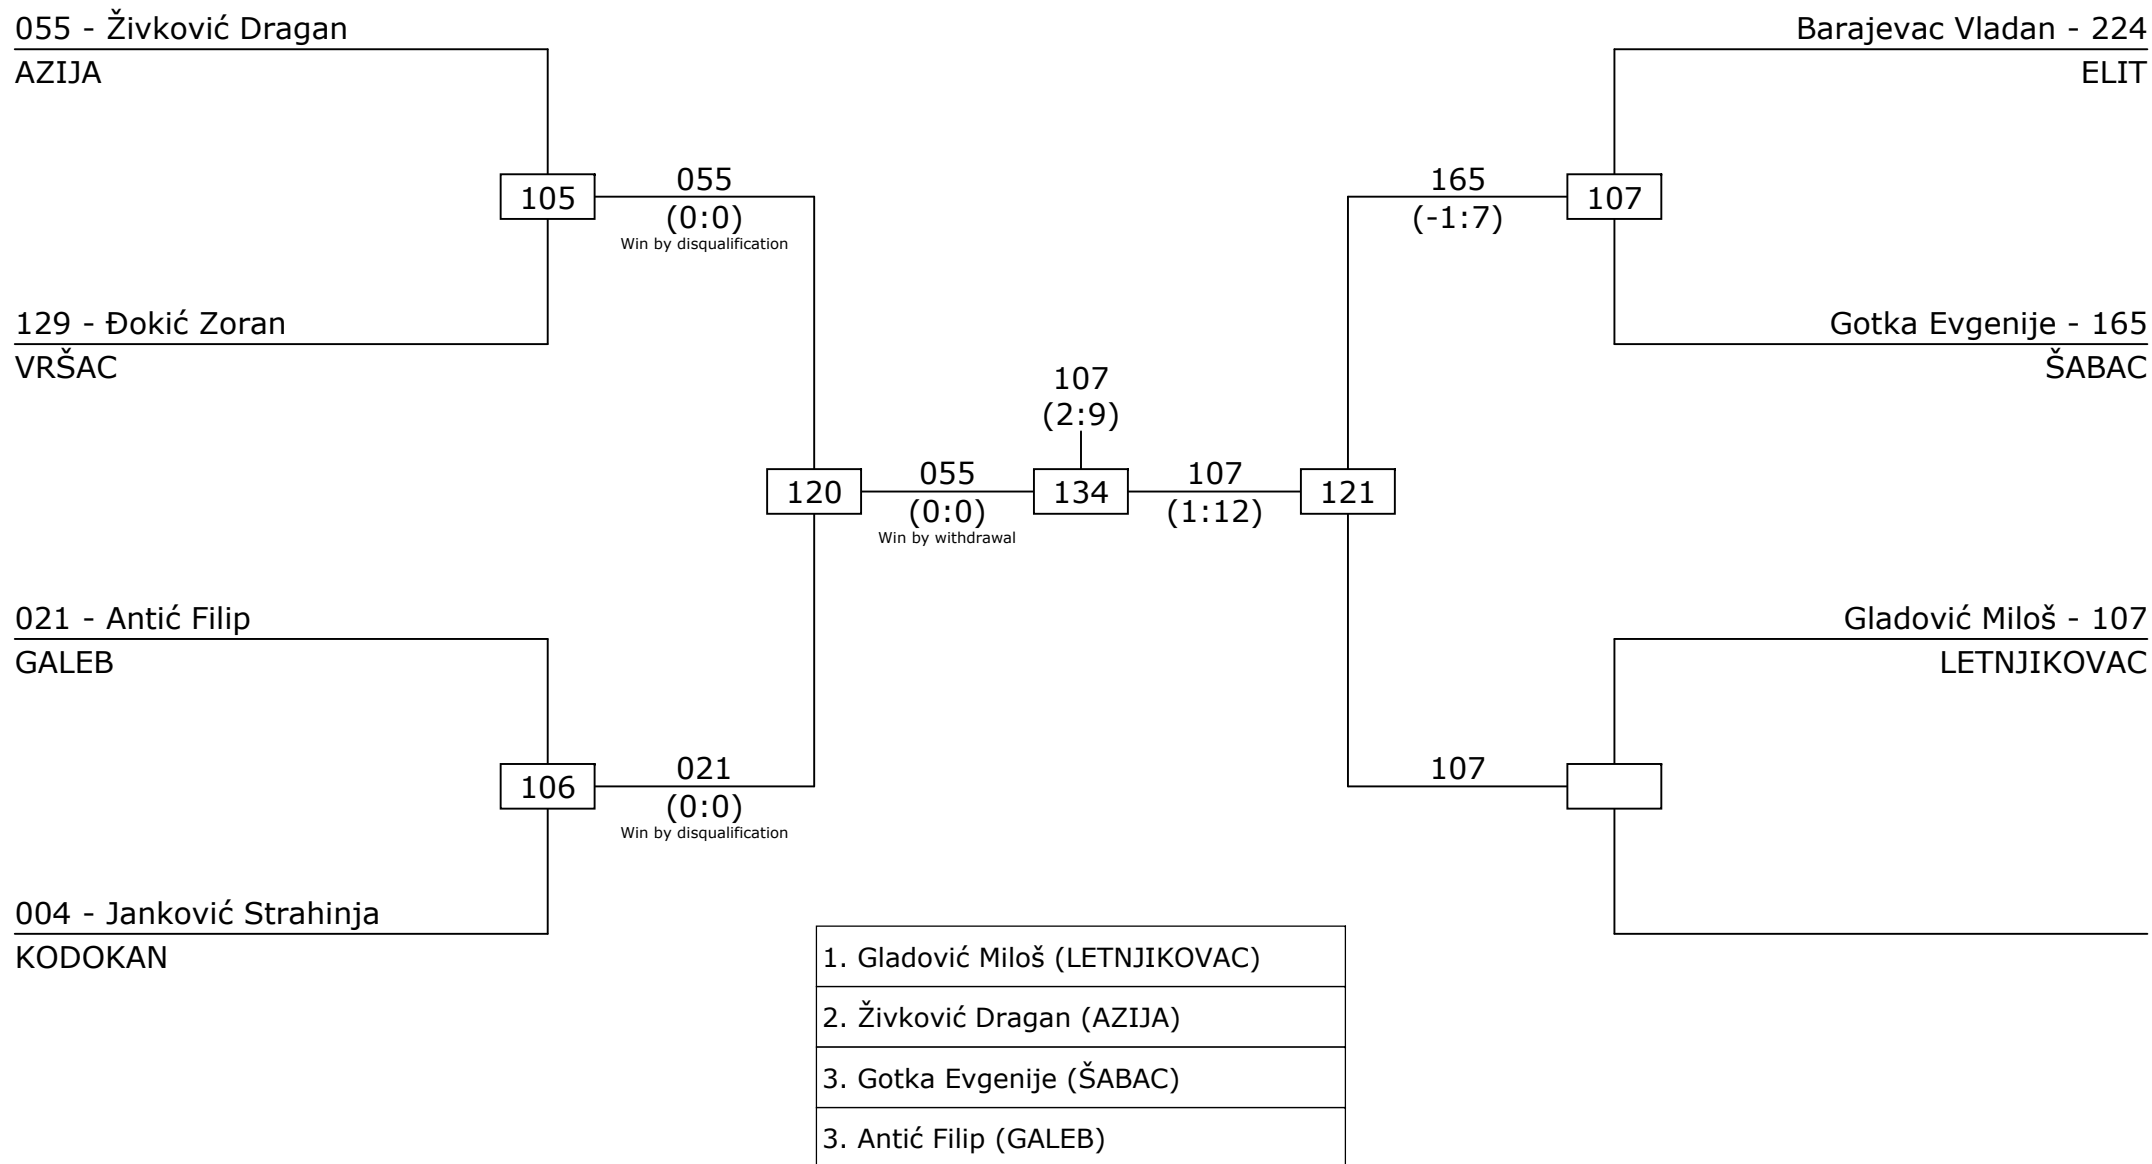 055 - Živković Dragan
AZIJA
129 - Đokić Zoran
VRŠAC
021 - Antić Filip
GALEB
004 - Janković Strahinja
KODOKAN
105
055
(0:0)
Win by disqualification
106
021
(0:0)
Win by disqualification
120
055
(0:0)
Win by withdrawal
107
(2:9)
134
107
(1:12)
121
165
(-1:7)
107
107
Barajevac Vladan - 224
ELIT
Gotka Evgenije - 165
ŠABAC
Gladović Miloš - 107
LETNJIKOVAC
1. Gladović Miloš (LETNJIKOVAC)
2. Živković Dragan (AZIJA)
3. Gotka Evgenije (ŠABAC)
3. Antić Filip (GALEB)